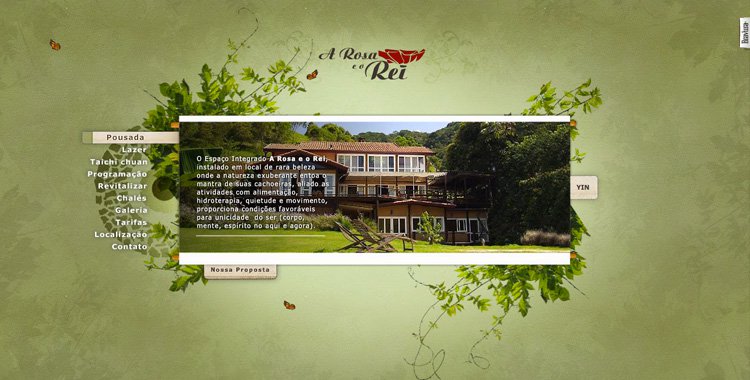 A Rosa
e o Rei
Pousada
Lazer
Taichi chuan
Programação
Revitalizar
Chalés
Galeria
Tarifas
Localização
Contato
O Espaço Integrado A Rosa e o Rei,
instalado em local de rara beleza
onde a natureza exuberante entoa o
mantra de suas cachoeiras, aliado as
atividades com alimentação,
hidroterapia, quietude e movimento,
proporciona condições favoráveis
para unicidade do ser (corpo,
mente, espírito no aqui e agora).
YIN
Nossa Proposta